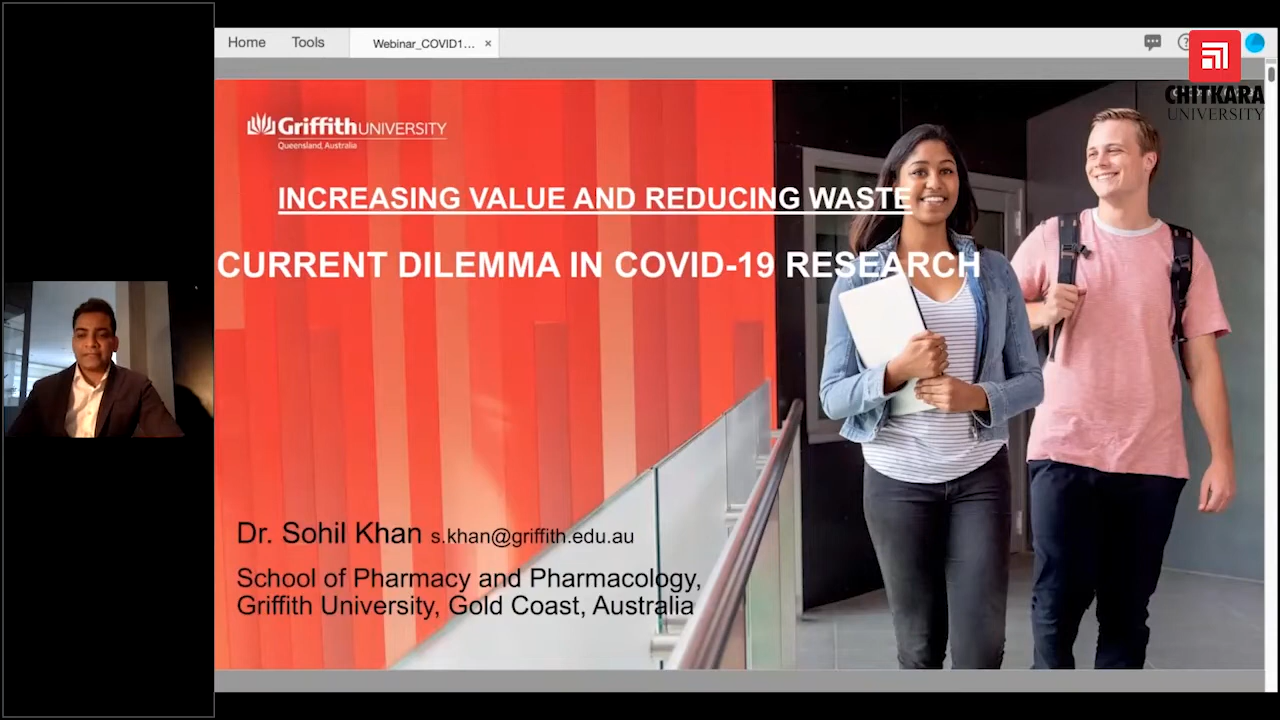 Home Tools Webinar_COVID1... ×
CHITKARA
UNIVERSITY
Griffith UNIVERSITY
Queensland, Australia
INCREASING VALUE AND REDUCING WASTE
CURRENT DILEMMA IN COVID-19 RESEARCH
Dr. Sohil Khan s.khan@griffith.edu.au
School of Pharmacy and Pharmacology,
Griffith University, Gold Coast, Australia